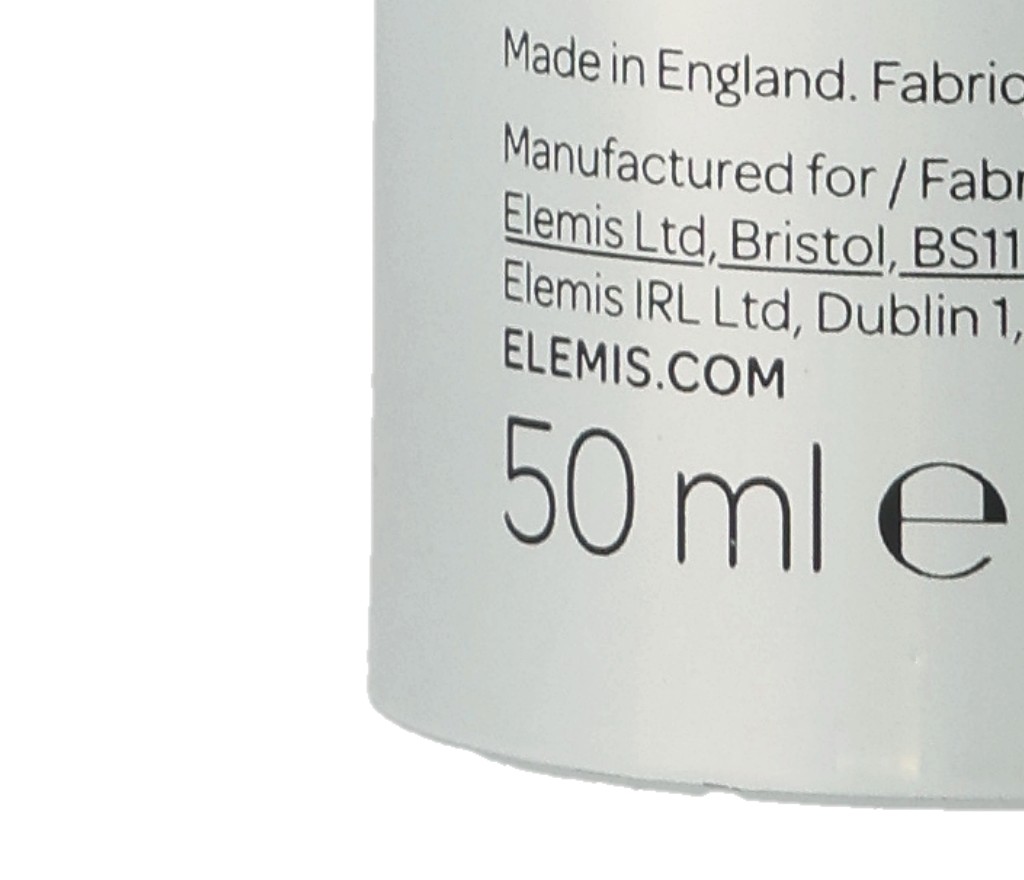 Made in England. Fabric
Manufactured for / Fabr
Elemis Ltd, Bristol, BS11
Elemis IRL Ltd, Dublin 1,
ELEMIS.COM
50 ml e